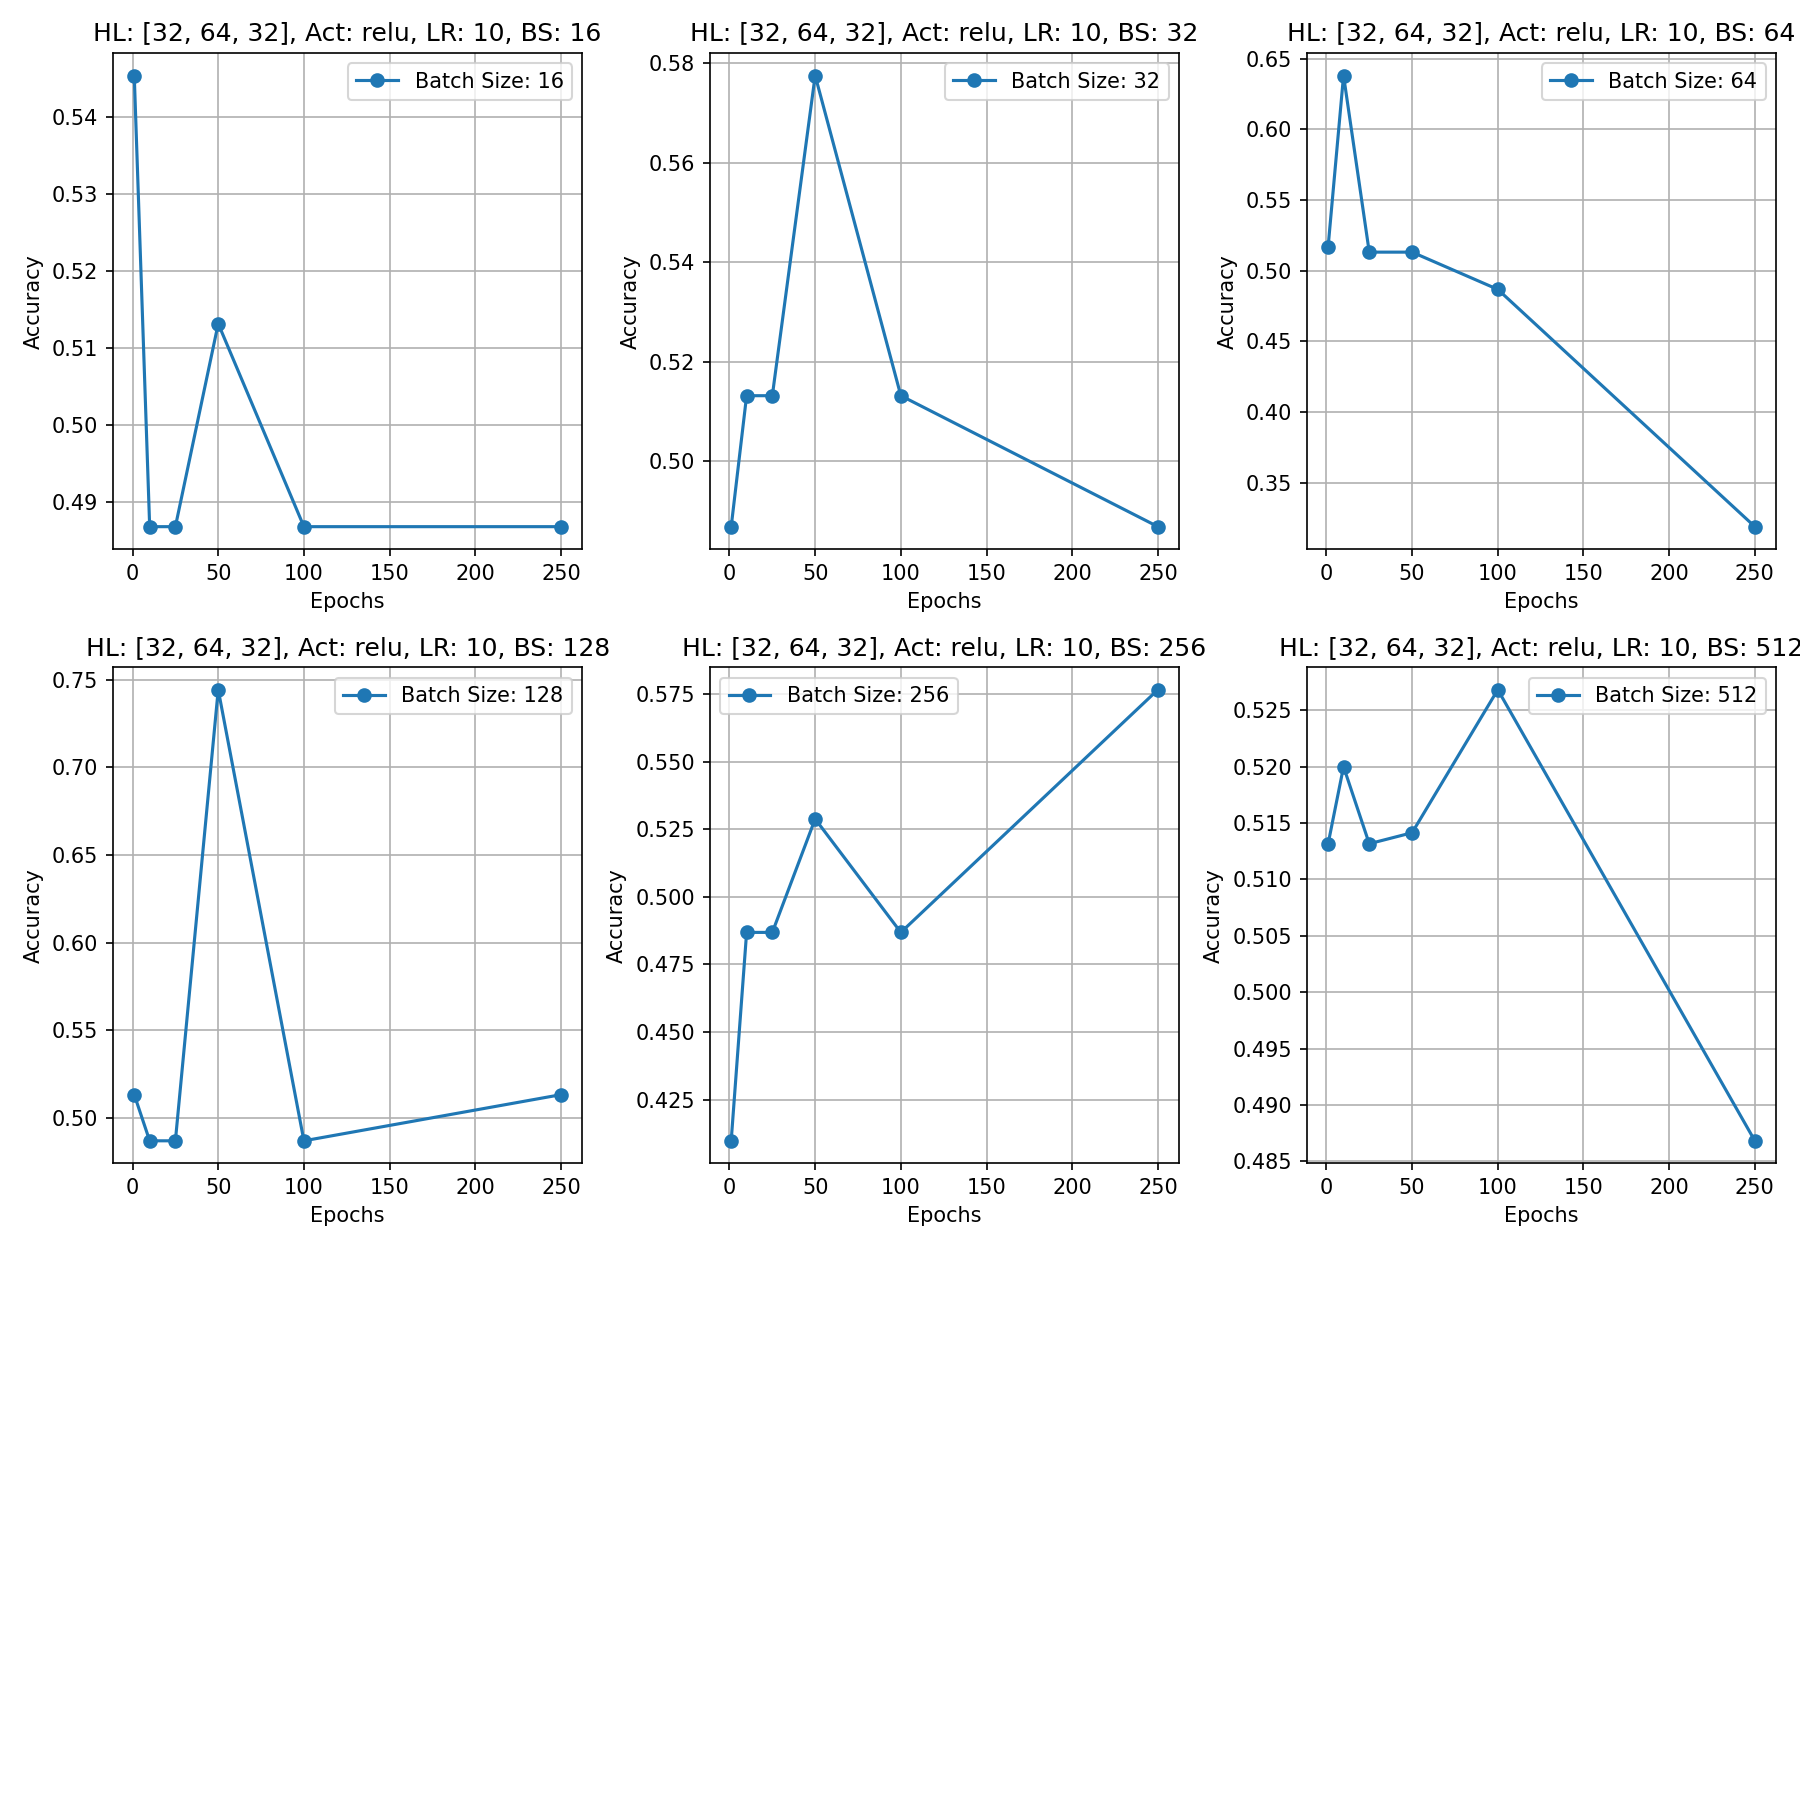 HL: [32, 64, 32], Act: relu, LR: 10, BS: 16
Batch Size: 16
0.54
0.53
0.52
0.51
0.50
0.49
Accuracy
0 50 100 150 200 250
Epochs
HL: [32, 64, 32], Act: relu, LR: 10, BS: 32
Batch Size: 32
0.58
0.56
0.54
0.52
0.50
Accuracy
0 50 100 150 200 250
Epochs
HL: [32, 64, 32], Act: relu, LR: 10, BS: 64
Batch Size: 64
0.65
0.60
0.55
0.50
0.45
0.40
0.35
Accuracy
0 50 100 150 200 250
Epochs
HL: [32, 64, 32], Act: relu, LR: 10, BS: 128
Batch Size: 128
0.75
0.70
0.65
0.60
0.55
0.50
Accuracy
0 50 100 150 200 250
Epochs
HL: [32, 64, 32], Act: relu, LR: 10, BS: 256
Batch Size: 256
0.575
0.550
0.525
0.500
0.475
0.450
0.425
Accuracy
0 50 100 150 200 250
Epochs
HL: [32, 64, 32], Act: relu, LR: 10, BS: 512
Batch Size: 512
0.525
0.520
0.515
0.510
0.505
0.500
0.495
0.490
0.485
Accuracy
0 50 100 150 200 250
Epochs